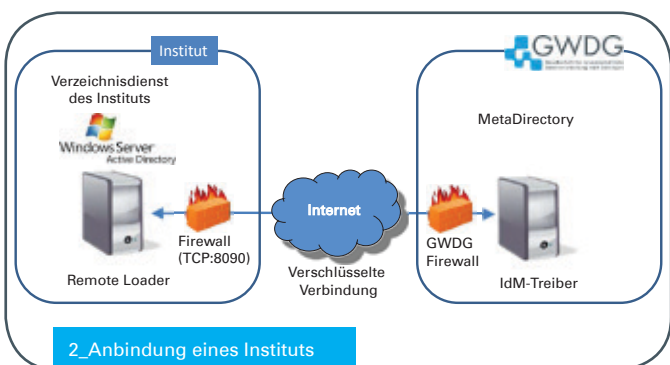 Institut
GWDG
Verzeichnisdienst
des Instituts
Windows Server
Active Directory
MetaDirectory
Internet
Firewall
(TCP:8090)
GWDG
Firewall
Remote Loader
Verschlüsselte
Verbindung
IdM-Treiber
2_Anbindung eines Instituts